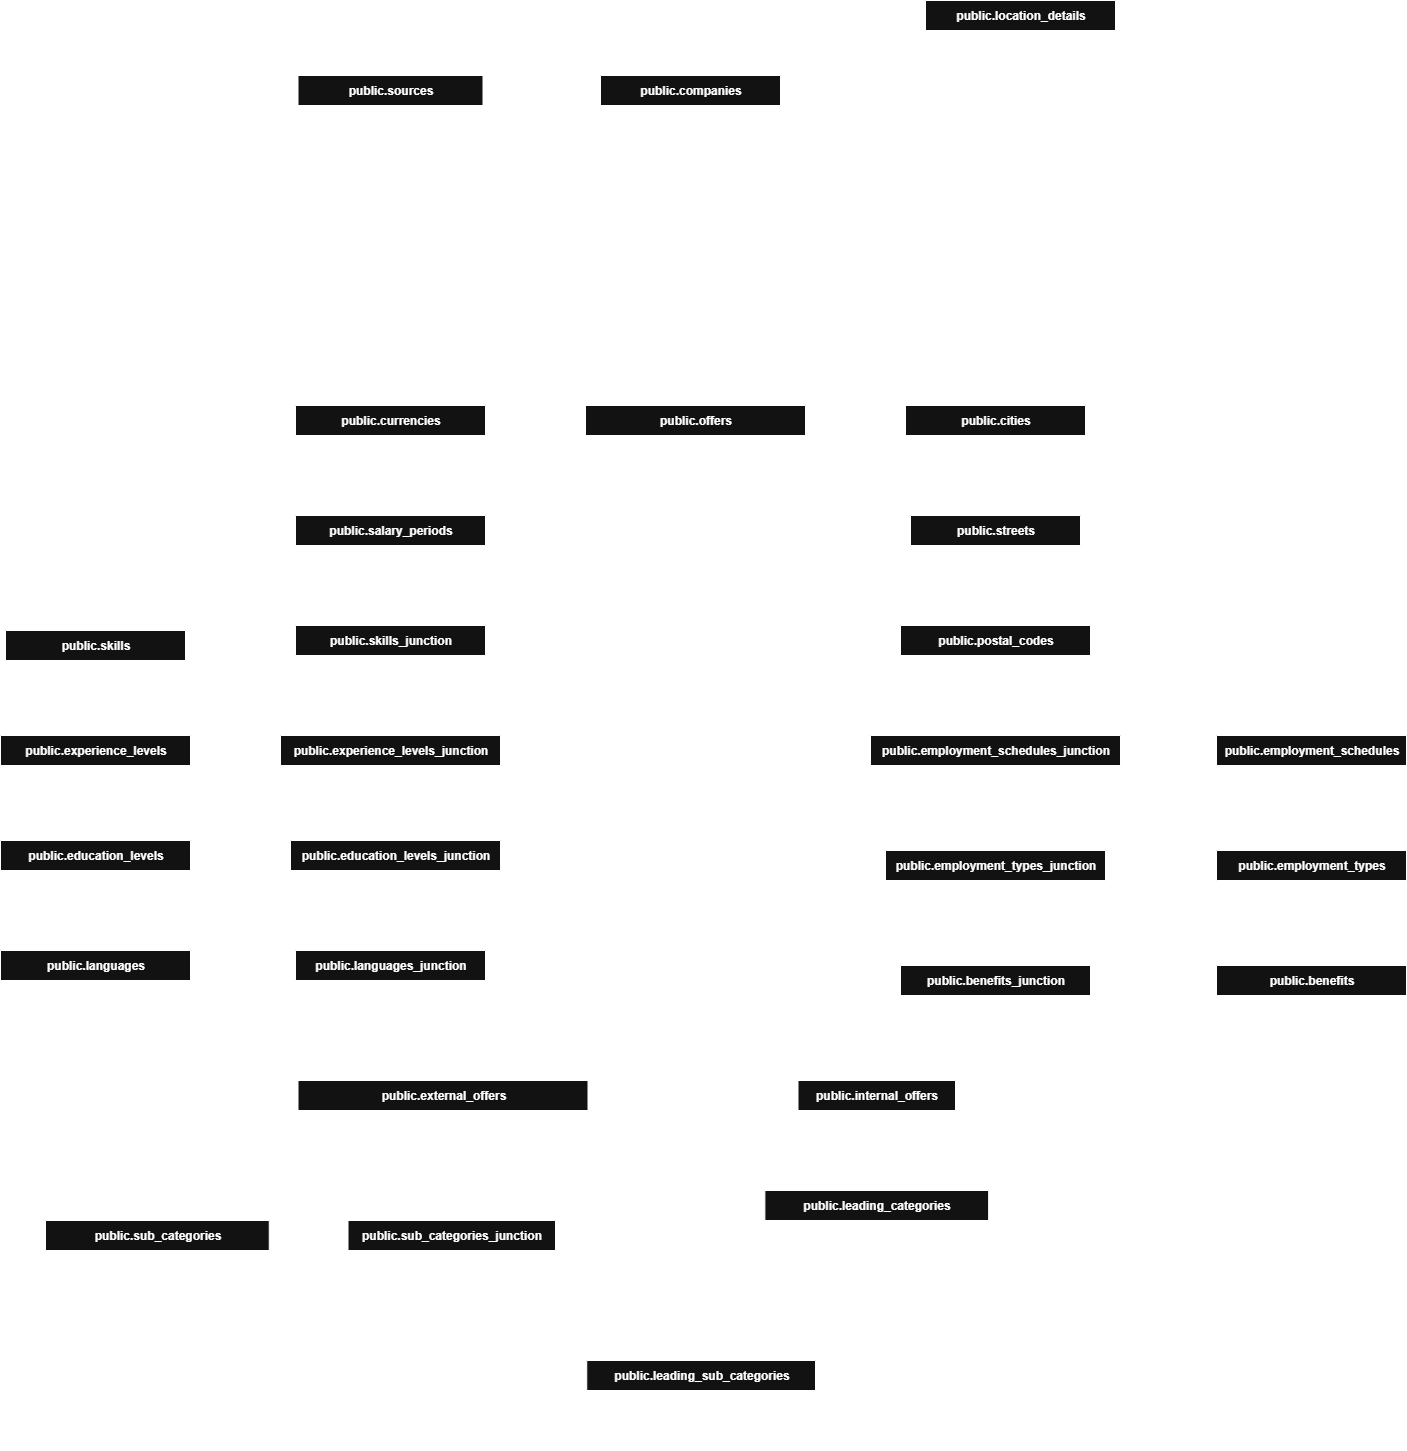 public.location_details
public.sources
public.companies
public.currencies
public.offers
public.cities
public.salary_periods
public.streets
public.skills
public.skills_junction
public.postal_codes
public.experience_levels
public.experience_levels_junction
public.employment_schedules_junction
public.employment_schedules
public.education_levels
public.education_levels_junction
public.employment_types_junction
public.employment_types
public.languages
public.languages_junction
public.benefits_junction
public.benefits
public.external_offers
public.internal_offers
public.leading_categories
public.sub_categories
public.sub_categories_junction
public.leading_sub_categories